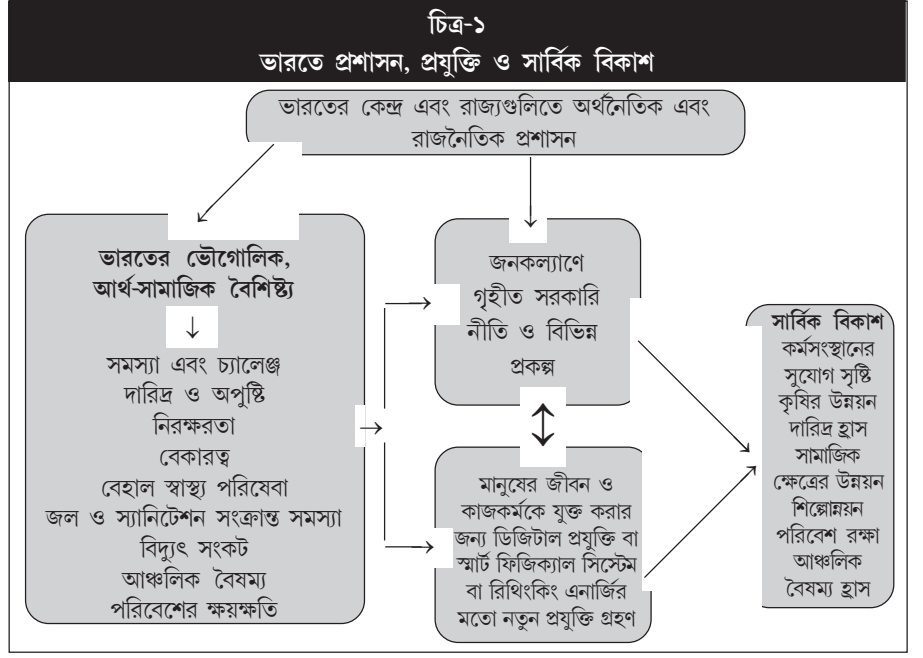 চিত্র-১
ভারতে প্রশাসন, প্রযুক্তি ও সার্বিক বিকাশ
ভারতের কেন্দ্র এবং রাজ্যগুলিতে অর্থনৈতিক এবং
রাজনৈতিক প্রশাসন
ভারতের ভৌগোলিক,
আর্থ-সামাজিক বৈশিষ্ট্য
↓
সমস্যা এবং চ্যালেঞ্জ
দারিদ্র ও অপুষ্টি
নিরক্ষরতা
বেকারত্ব
বেহাল স্বাস্থ্য পরিষেবা
জল ও স্যানিটেশন সংক্রান্ত সমস্যা
বিদ্যুৎ সংকট
আঞ্চলিক বৈষম্য
পরিবেশের ক্ষয়ক্ষতি
জনকল্যাণে
গৃহীত সরকারি
নীতি ও বিভিন্ন
প্রকল্প
মানুষের জীবন ও
কাজকর্মকে যুক্ত করার
জন্য ডিজিটাল প্রযুক্তি বা
স্মার্ট ফিজিক্যাল সিস্টেম
বা রিথিংকিং এনার্জির
মতো নতুন প্রযুক্তি গ্রহণ
সার্বিক বিকাশ
কর্মসংস্থানের
সুযোগ সৃষ্টি
কৃষির উন্নয়ন
দারিদ্র হ্রাস
সামাজিক
ক্ষেত্রের উন্নয়ন
শিল্পোন্নয়ন
পরিবেশ রক্ষা
আঞ্চলিক
বৈষম্য হ্রাস